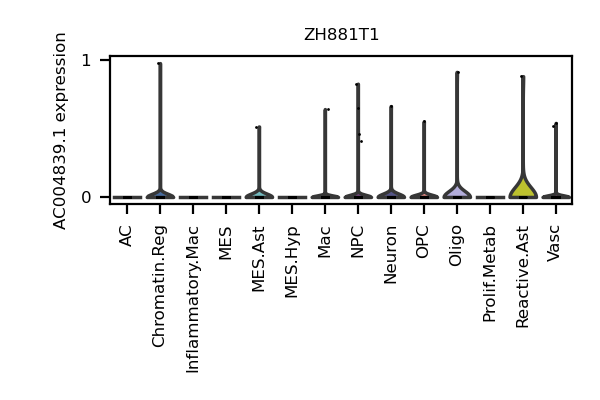 ZH881T1
AC004839.1 expression
1
0
AC
Chromatin.Reg
Inflammatory.Mac
MES
MES.Ast
MES.Hyp
Mac
NPC
Neuron
OPC
Oligo
Prolif.Metab
Reactive.Ast
Vasc